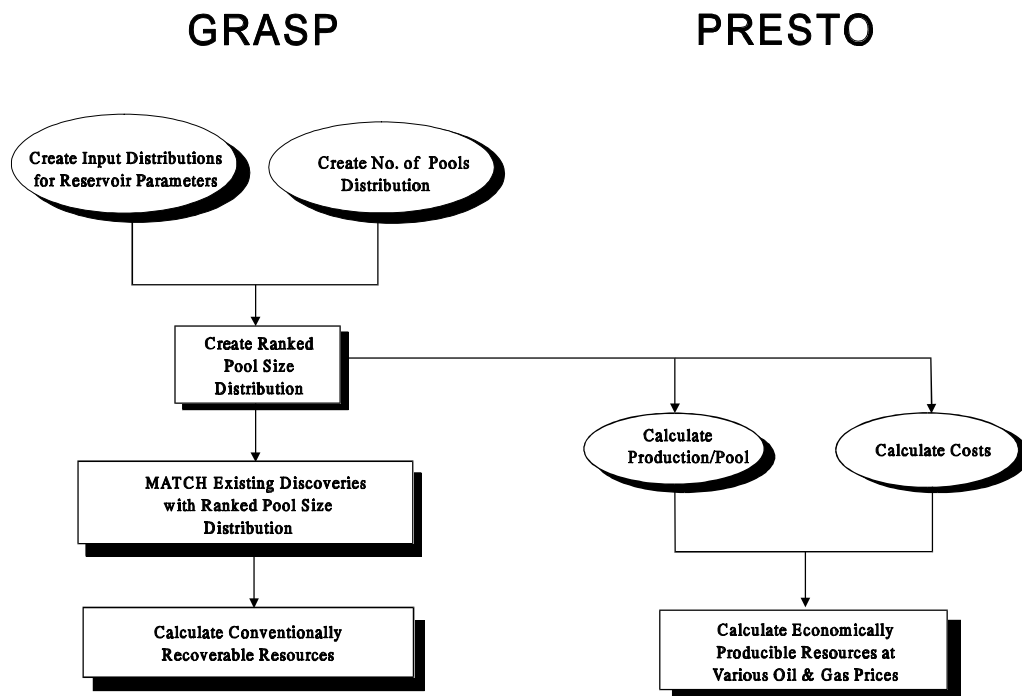 GRASP
PRESTO
Create Input Distributions
for Reservoir Parameters
Create No. of Pools
Distribution
Create Ranked
Pool Size
Distribution
Calculate
Production/Pool
Calculate Costs
MATCH Existing Discoveries
with Ranked Pool Size
Distribution
Calculate Conventionally
Recoverable Resources
Calculate Economically
Producible Resources at
Various Oil & Gas Prices